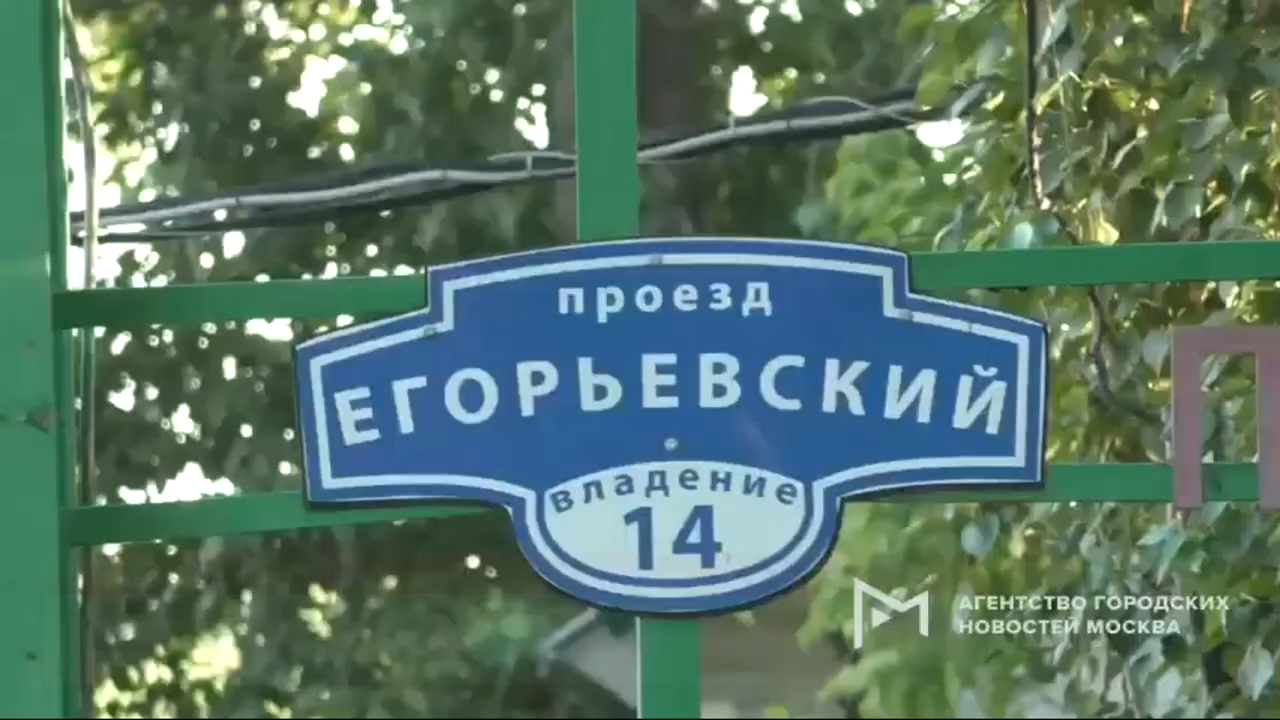 проезд
ЕГОРЬЕВСКИЙ
владение
14
П
АГЕНТСТВО ГОРОДСКИХ
НОВОСТЕЙ МОСКВА